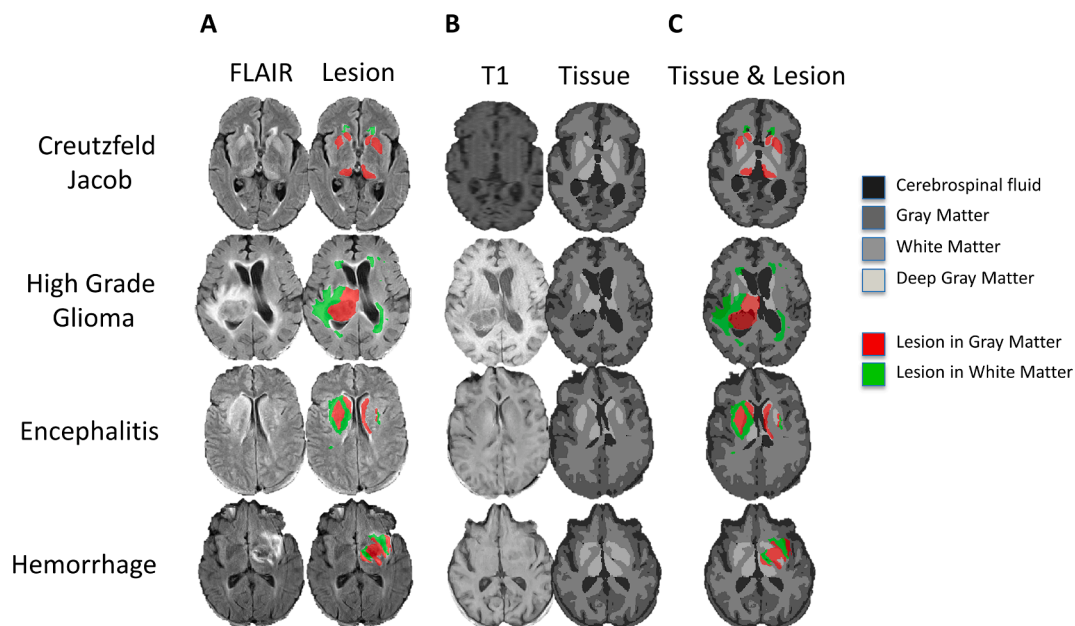 A
B
C
FLAIR
Lesion
T1
Tissue
Tissue & Lesion
Creutzfeld
Jacob
High Grade
Glioma
Encephalitis
Hemorrhage
Cerebrospinal fluid
Gray Matter
White Matter
Deep Gray Matter
Lesion in Gray Matter
Lesion in White Matter